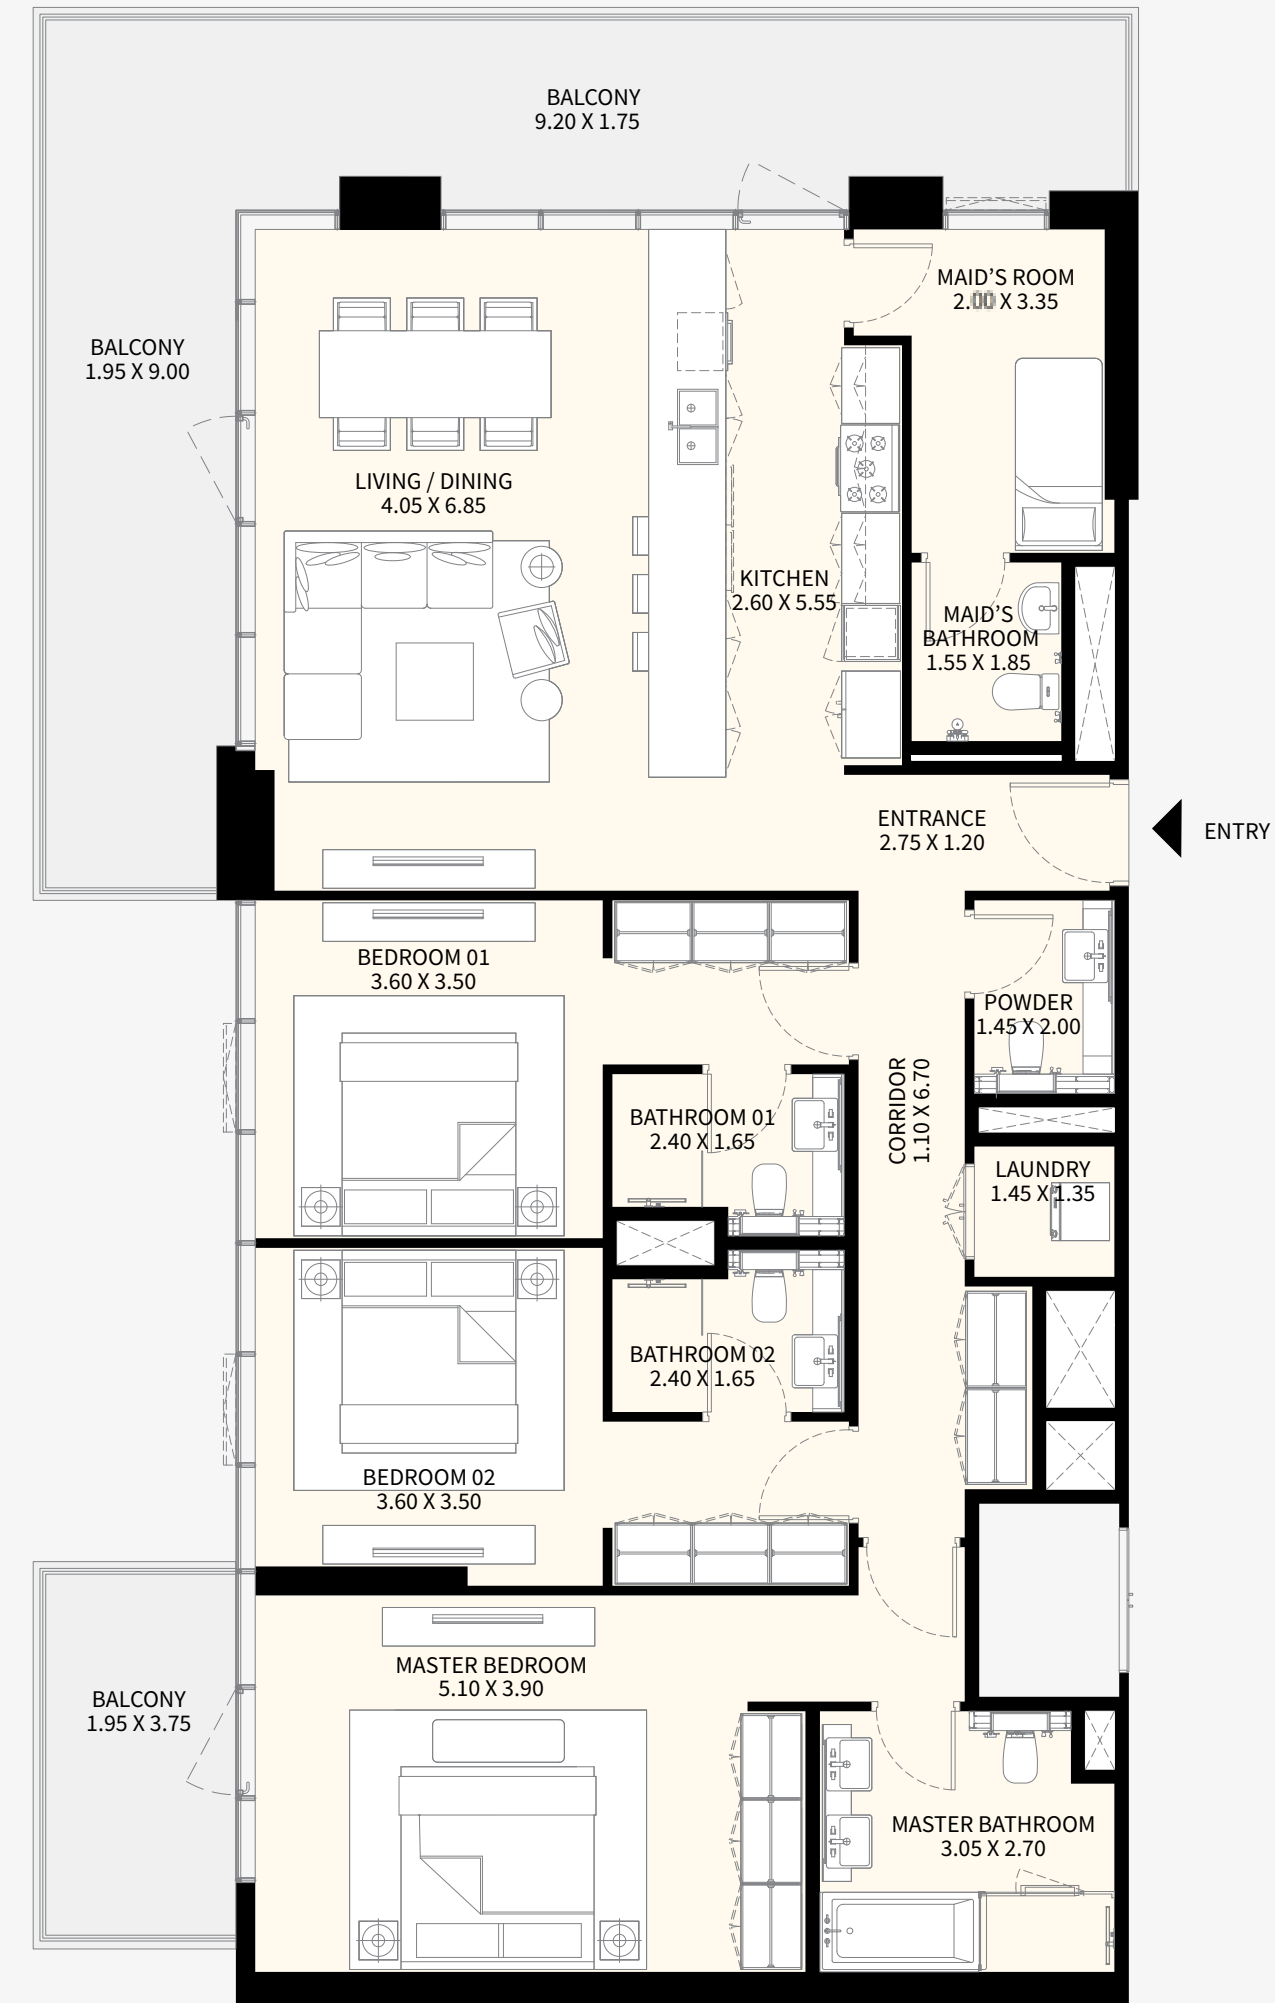 BALCONY
9.20 X 1.75
MAID'S ROOM
X 3.35
BALCONY
1.95 X 9.00
LIVING / DINING
4.05 X 6.85
KITCHEN
2.60 X 5.55
MAID'S
BATHROOM
1.55 X 1.85
ENTRANCE
2.75 X 1.20
ENTRY
BEDROOM 01
3.60 X 3.50
POWDER
1.45 X 2.00
CORRIDOR
1.10 X 6.70
BATHROOM 01
2.40 X 1.65
LAUNDRY
1.45 X 1.35
BATHROOM 02
2.40 X 1.65
BEDROOM 02
3.60 X 3.50
MASTER BEDROOM
5.10 X 3.90
BALCONY
1.95 X 3.75
MASTER BATHROOM
3.05 X 2.70